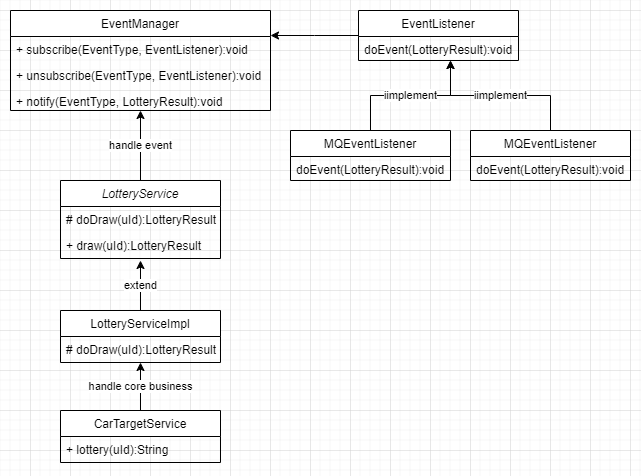 EventManager
+ subscribe(EventType, EventListener):void
+ unsubscribe(EventType, EventListener):void
+ notify(EventType, LotteryResult):void
EventListener
doEvent(LotteryResult):void
iimplement
iimplement
MQEventListener
doEvent(LotteryResult):void
MQEventListener
doEvent(LotteryResult):void
handle event
LotteryService
# doDraw(uId):LotteryResult
+ draw(uId):LotteryResult
extend
LotteryServiceImpl
# doDraw(uId):LotteryResult
handle core business
CarTargetService
+ lottery(uId):String